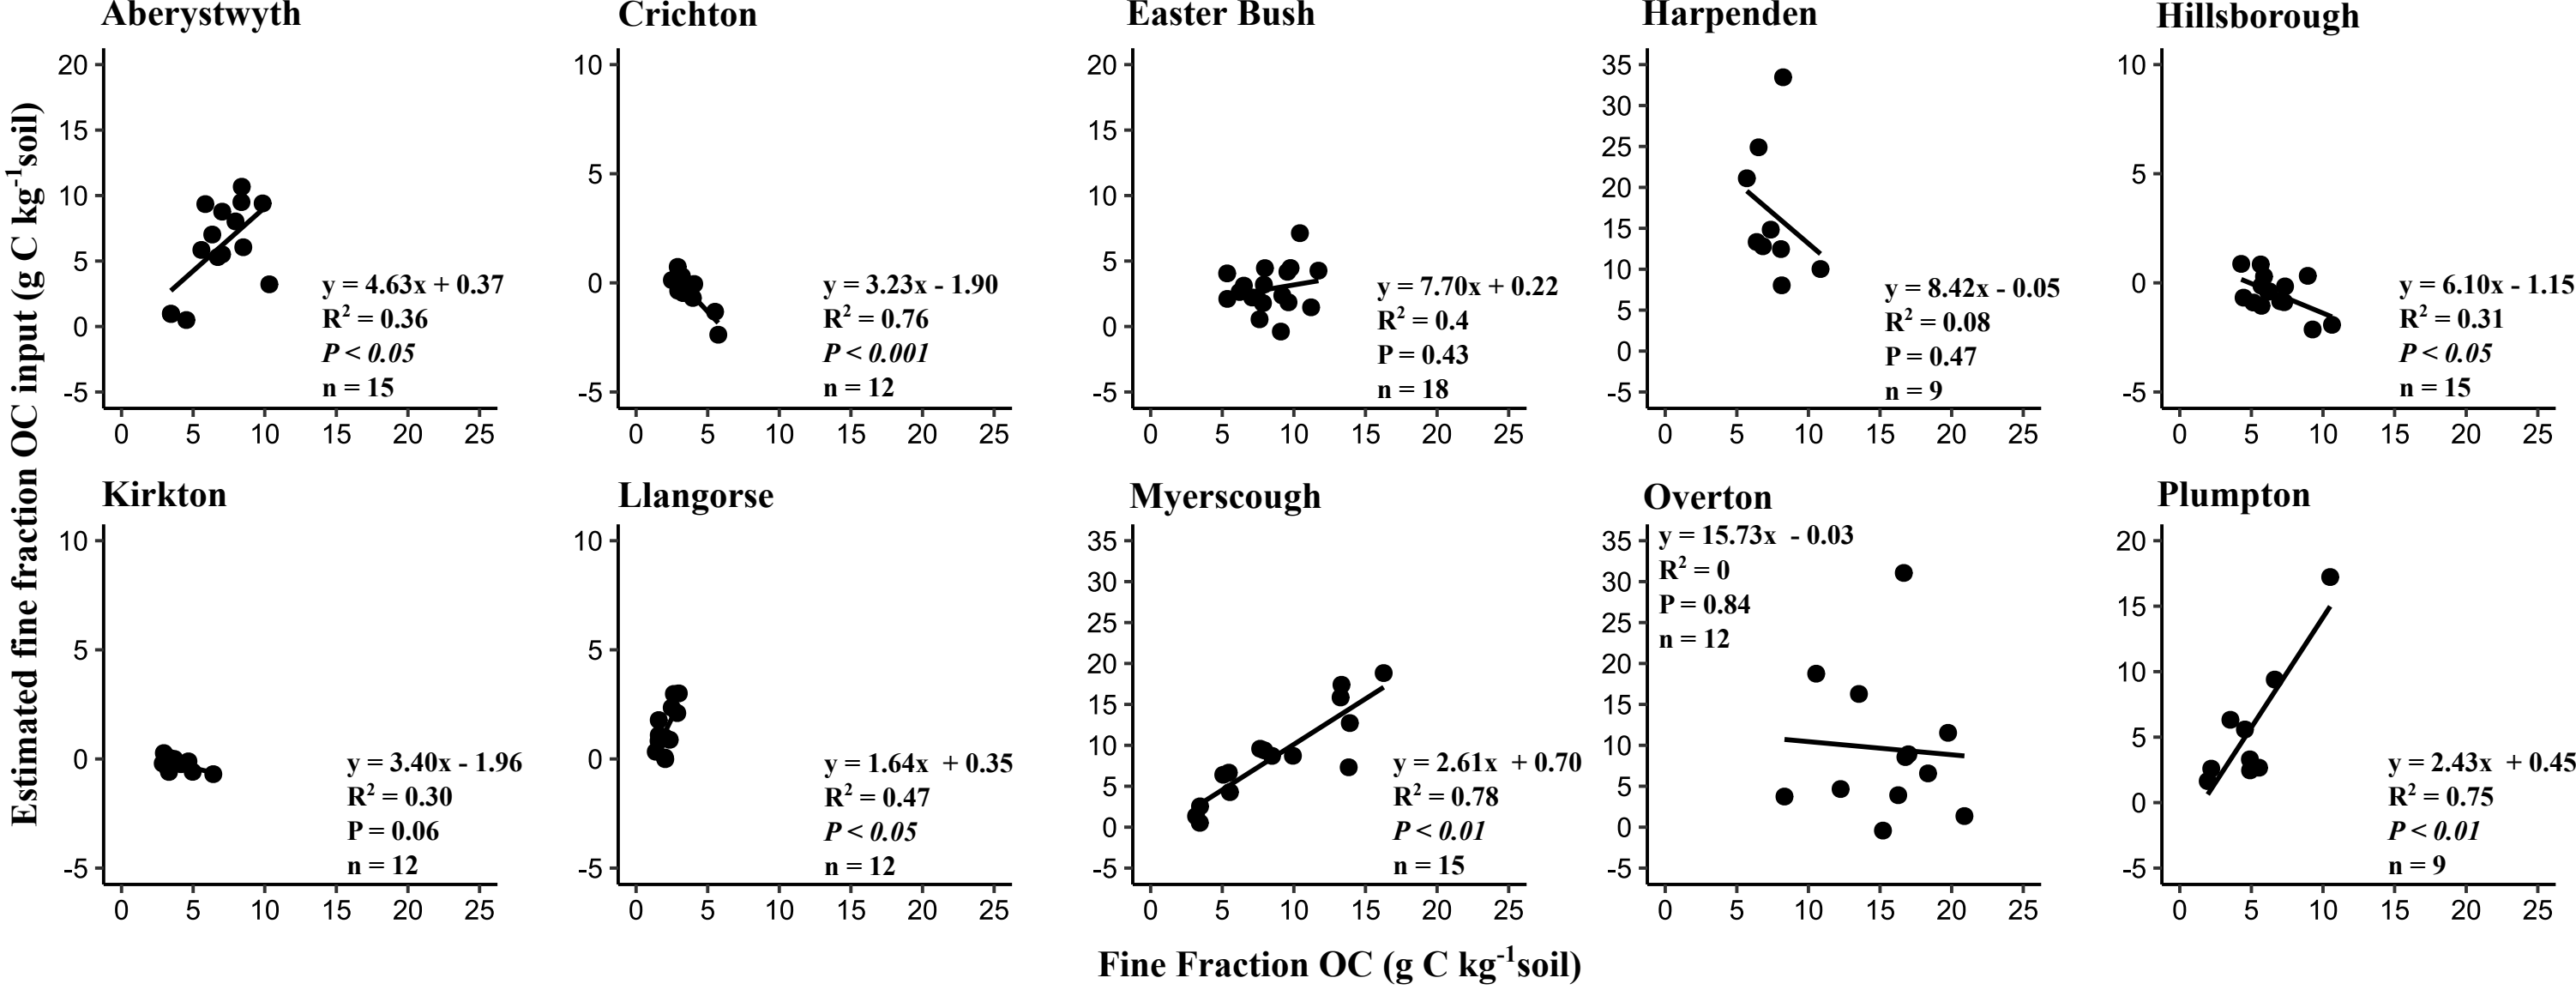 Aberystwyth
20
15
10
5
0
-5
0 5 10 15 20 25
y = 4.63x + 0.37
R² = 0.36
P < 0.05
n = 15
Crichton
10
5
0
-5
0 5 10 15 20 25
y = 3.23x - 1.90
R² = 0.76
P < 0.001
n = 12
Easter Bush
20
15
10
5
0
-5
0 5 10 15 20 25
y = 7.70x + 0.22
R² = 0.4
P = 0.43
n = 18
Harpenden
35
30
25
20
15
10
5
0
-5
0 5 10 15 20 25
y = 8.42x - 0.05
R² = 0.08
P = 0.47
n = 9
Hillsborough
10
5
0
-5
0 5 10 15 20 25
y = 6.10x - 1.15
R² = 0.31
P < 0.05
n = 15
Kirkton
10
5
0
-5
0 5 10 15 20 25
y = 3.40x - 1.96
R² = 0.30
P = 0.06
n = 12
Llangorse
10
5
0
-5
0 5 10 15 20 25
y = 1.64x + 0.35
R² = 0.47
P < 0.05
n = 12
Myerscough
35
30
25
20
15
10
5
0
-5
0 5 10 15 20 25
y = 2.61x + 0.70
R² = 0.78
P < 0.01
n = 15
Overton
35
30
25
20
15
10
5
0
-5
0 5 10 15 20 25
y = 15.73x - 0.03
R² = 0
P = 0.84
n = 12
Plumpton
20
15
10
5
0
-5
0 5 10 15 20 25
y = 2.43x + 0.45
R² = 0.75
P < 0.01
n = 9
Estimated fine fraction OC input (g C kg⁻¹soil)
Fine Fraction OC (g C kg⁻¹soil)